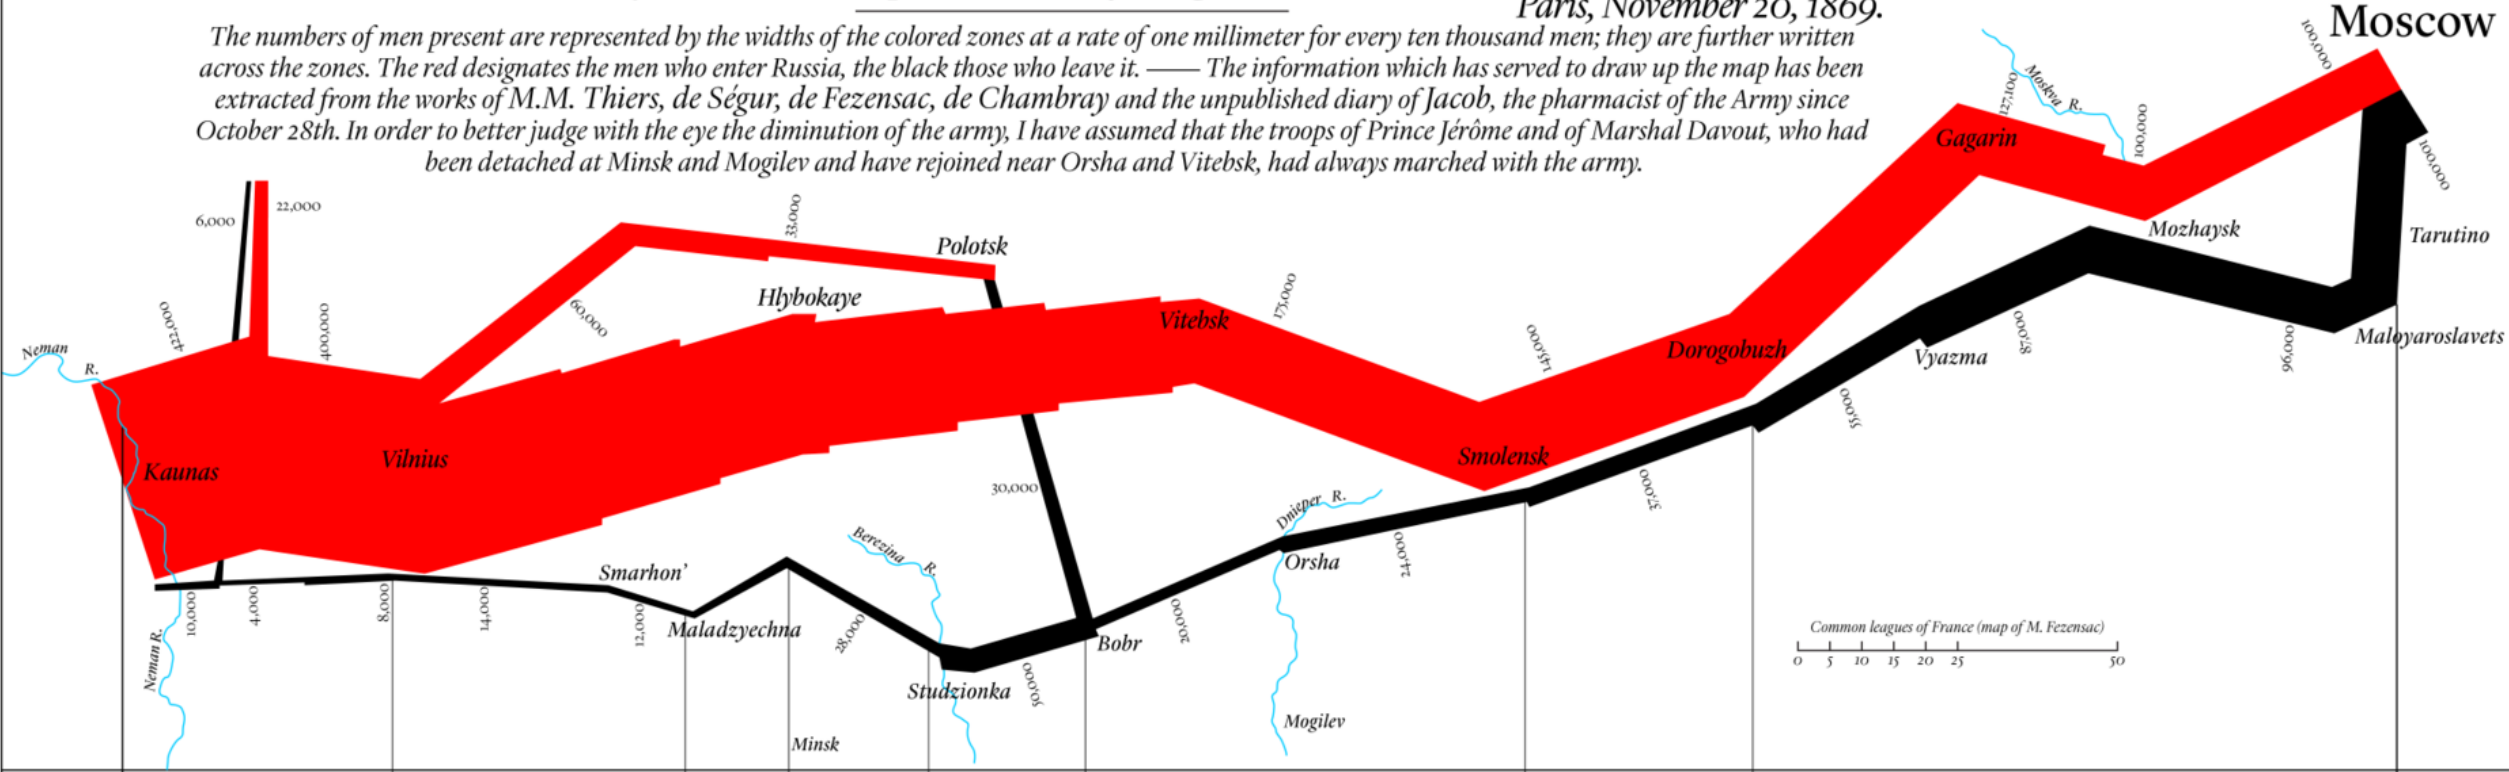 Paris, November 20, 1869.
Moscow
The numbers of men present are represented by the widths of the colored zones at a rate of one millimeter for every ten thousand men; they are further written
across the zones. The red designates the men who enter Russia, the black those who leave it. —— The information which has served to draw up the map has been
extracted from the works of M.M. Thiers, de Ségur, de Fezensac, de Chambray and the unpublished diary of Jacob, the pharmacist of the Army since
October 28th. In order to better judge with the eye the diminution of the army, I have assumed that the troops of Prince Jérôme and of Marshal Davout, who had
been detached at Minsk and Mogilev and have rejoined near Orsha and Vitebsk, had always marched with the army.
100,000
Moskva R.
127,100
100,000
Gagarin
100,000
6,000
22,000
33,000
Polotsk
Mozhaysk
Tarutino
Hlybokaye
60,000
422,000
400,000
175,000
Vitebsk
145,000
Dorogobuzh
Neman
R.
Vyazma
87,000
96,000
Maloyaroslavets
55,000
Kaunas
Vilnius
Smolensk
30,000
37,000
Dnieper R.
Berezina
R.
Orsha
24,000
Smarhon'
10,000
4,000
8,000
14,000
12,000
Maladzyechna
28,000
20,000
Bobr
Common leagues of France (map of M. Fezensac)
0 5 10 15 20 25 50
Neman R.
Studzionka
50,000
Mogilev
Minsk